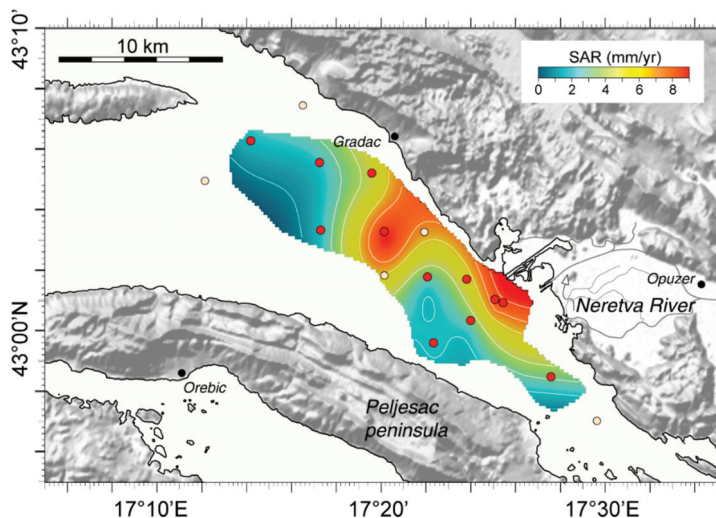 43°10'
10 km
SAR (mm/yr)
0 2 4 6 8
Gradac
Opuzer
Neretva River
43°00'
Orebic
Peljesac
peninsula
17°10' 17°20' 17°30'